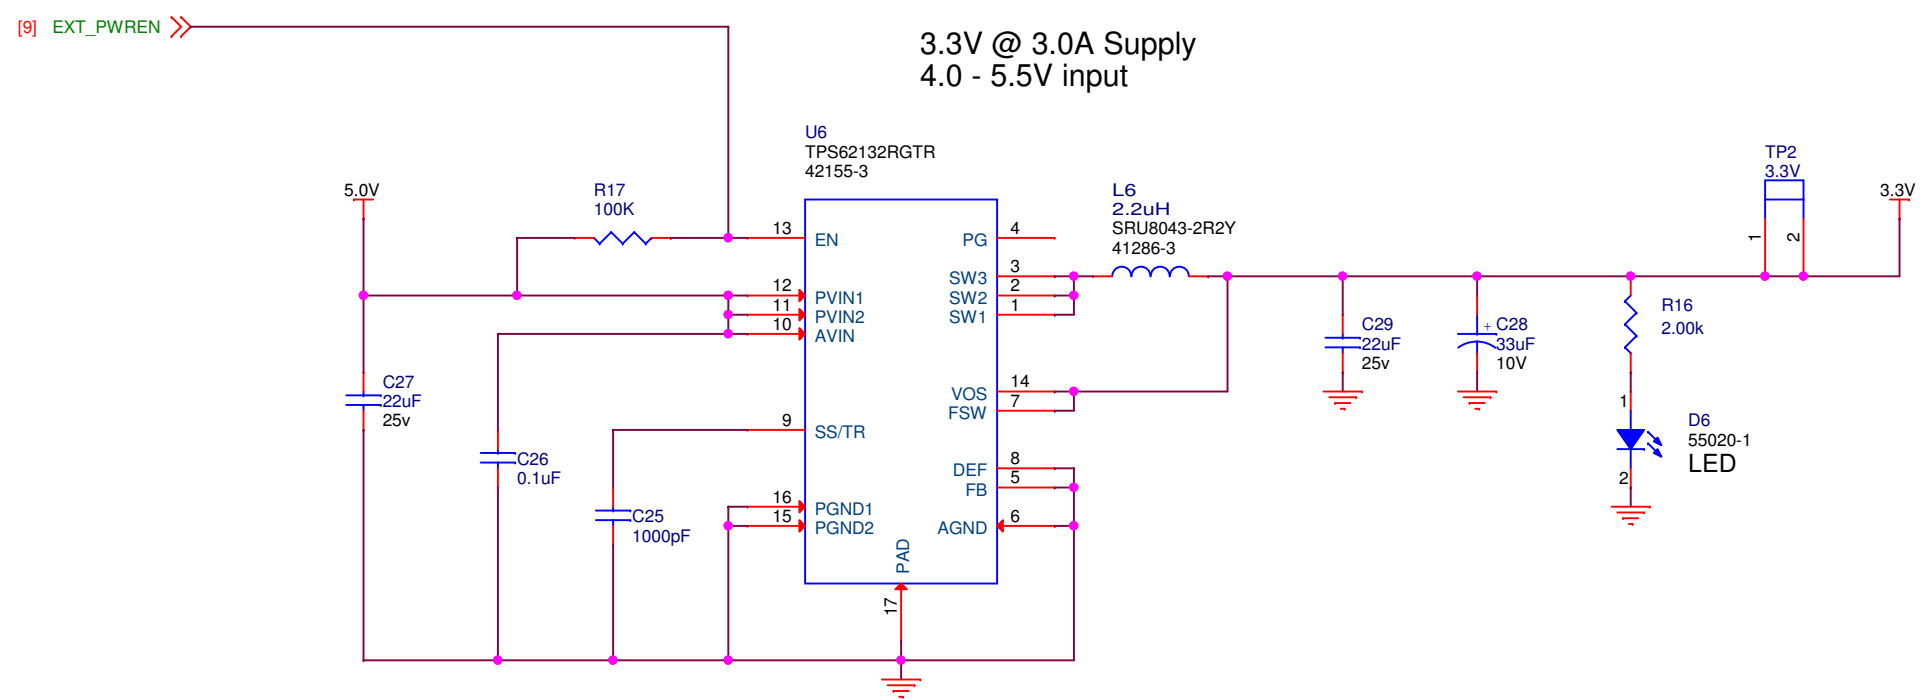 [9] EXT_PWREN
3.3V @ 3.0A Supply
4.0 - 5.5V input
U6
TPS62132RGTR
42155-3
5.0V
R17
100K
L6
2.2uH
SRU8043-2R2Y
41286-3
TP2
3.3V
3.3V
13
EN
12
PVIN1
11
PVIN2
10
AVIN
9
SS/TR
16
PGND1
15
PGND2
PAD
17
4
PG
3
SW3
2
SW2
1
SW1
14
VOS
7
FSW
8
DEF
5
FB
6
AGND
1
2
C27
22uF
25v
C26
0.1uF
C25
1000pF
C29
22uF
25v
+
C28
33uF
10V
R16
2.00k
1
D6
55020-1
LED
2